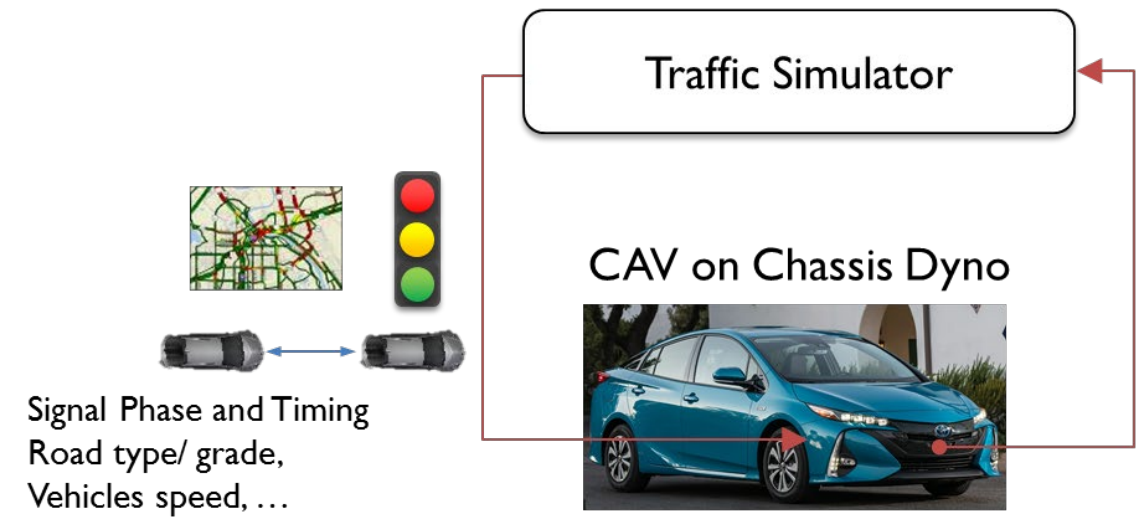 Traffic Simulator
CAV on Chassis Dyno
Signal Phase and Timing
Road type/ grade,
Vehicles speed, ...